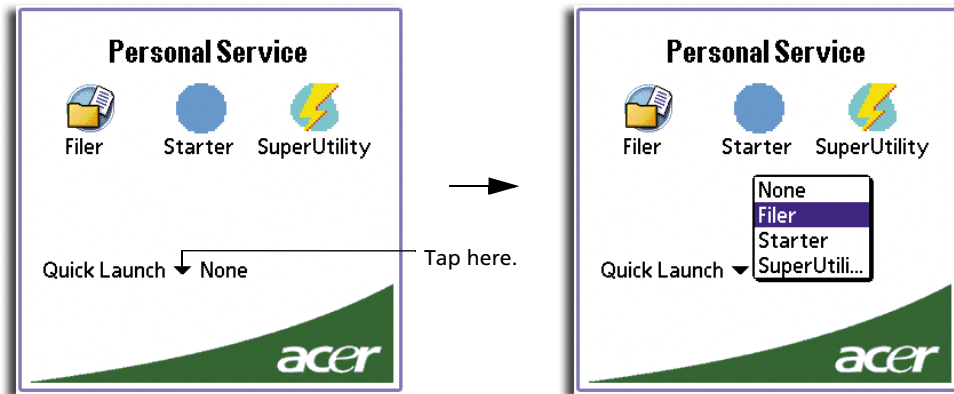 Personal Service
Filer
Starter
SuperUtility
Quick Launch
None
acer
Tap here.
Personal Service
Filer
Starter
SuperUtility
None
Filer
Starter
SuperUtili...
Quick Launch
acer